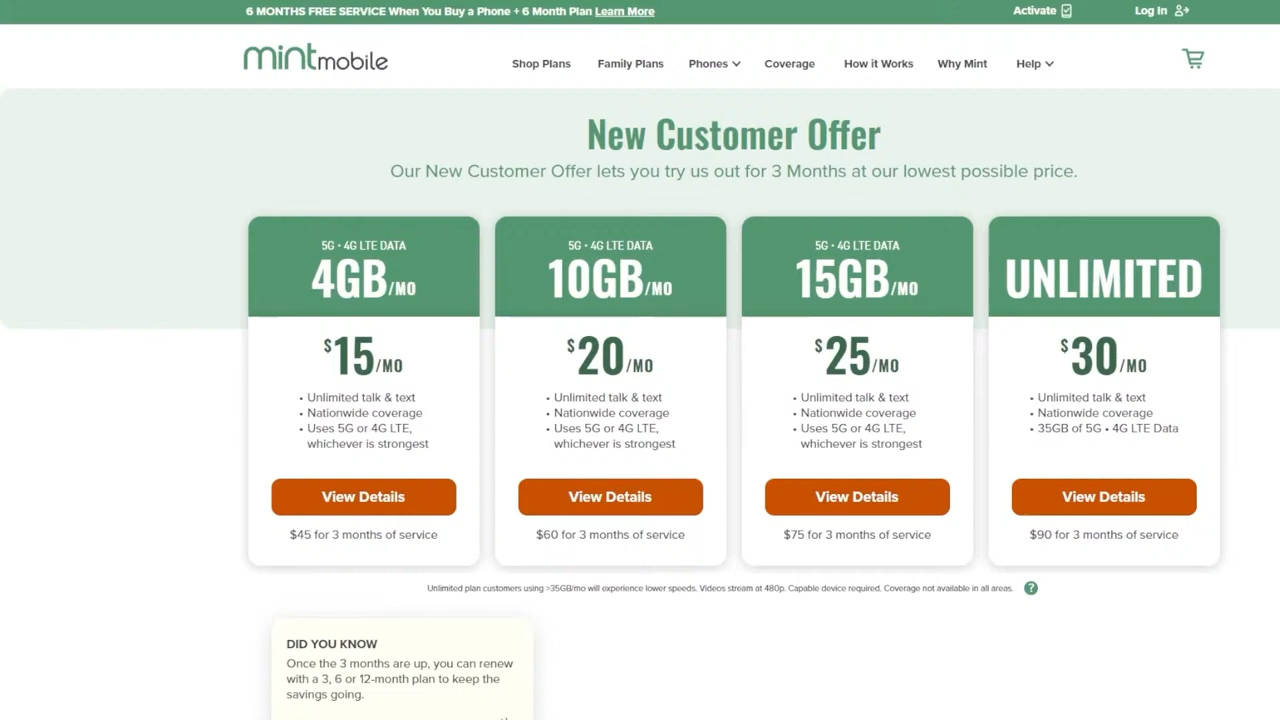 6 MONTHS FREE SERVICE When You Buy a Phone + 6 Month Plan Learn More
Activate
Log In
mintmobile
Shop Plans
Family Plans
Phones
Coverage
How it Works
Why Mint
Help
New Customer Offer
Our New Customer Offer lets you try us out for 3 Months at our lowest possible price.
5G • 4G LTE DATA
4GB/MO
$15/MO
• Unlimited talk & text
• Nationwide coverage
• Uses 5G or 4G LTE,
whichever is strongest
View Details
$45 for 3 months of service
5G • 4G LTE DATA
10GB/MO
$20/MO
• Unlimited talk & text
• Nationwide coverage
• Uses 5G or 4G LTE,
whichever is strongest
View Details
$60 for 3 months of service
5G • 4G LTE DATA
15GB/MO
$25/MO
• Unlimited talk & text
• Nationwide coverage
• Uses 5G or 4G LTE,
whichever is strongest
View Details
$75 for 3 months of service
UNLIMITED
$30/MO
• Unlimited talk & text
• Nationwide coverage
• 35GB of 5G • 4G LTE Data
View Details
$90 for 3 months of service
Unlimited plan customers using >35GB/mo will experience lower speeds. Videos stream at 480p. Capable device required. Coverage not available in all areas. ?
DID YOU KNOW
Once the 3 months are up, you can renew
with a 3, 6 or 12-month plan to keep the
savings going.